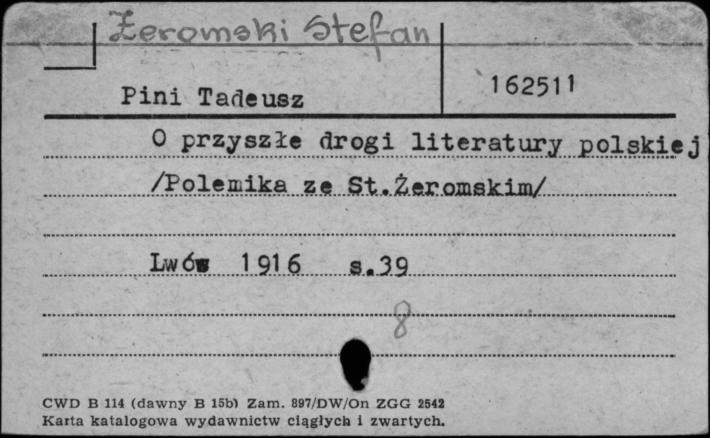 Żeromski Stefan
Pini Tadeusz
162511
O przyszłe drogi literatury polskiej
/Polemika ze St.Żeromskim/
Lwów 1916 s.39
8
CWD B 114 (dawny B 15b) Zam. 897/DW/On ZGG 2542
Karta katalogowa wydawnictw ciągłych i zwartych.